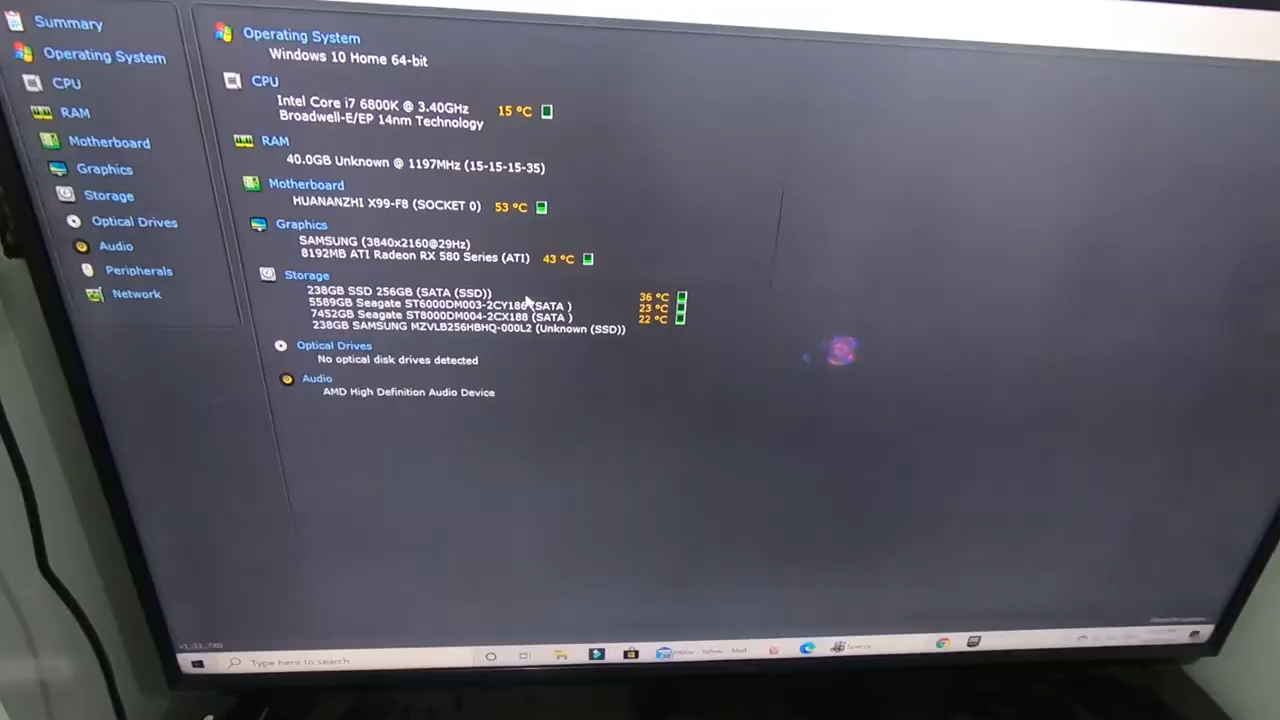 Summary
Operating System
CPU
RAM
Motherboard
Graphics
Storage
Optical Drives
Audio
Peripherals
Network
Operating System
Windows 10 Home 64-bit
CPU
Intel Core i7 6800K @ 3.40GHz 15 °C
Broadwell-E/EP 14nm Technology
RAM
40.0GB Unknown @ 1197MHz (15-15-15-35)
Motherboard
HUANANZHI X99-F8 (SOCKET 0) 53 °C
Graphics
SAMSUNG (3840x2160@29Hz)
8192MB ATI Radeon RX 580 Series (ATI) 43 °C
Storage
238GB SSD 256GB (SATA (SSD)) 36 °C
5589GB Seagate ST6000DM003-2CY186 (SATA ) 23 °C
7452GB Seagate ST8000DM004-2CX188 (SATA ) 22 °C
238GB SAMSUNG MZVLB256HBHQ-000L2 (Unknown (SSD))
Optical Drives
No optical disk drives detected
Audio
AMD High Definition Audio Device
Type here to search
Yahoo Mail
Speccy